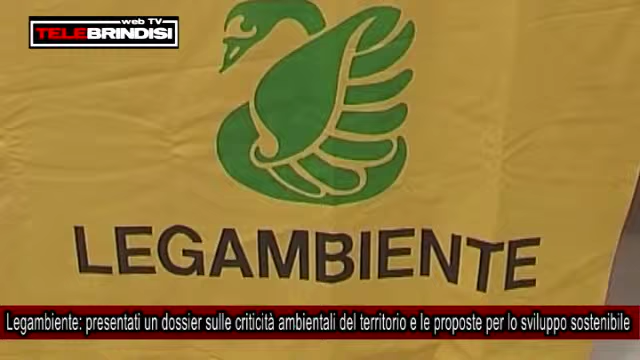 web TV
TELEBRINDISI
LEGAMBIENTE
Legambiente: presentati un dossier sulle criticità ambientali del territorio e le proposte per lo sviluppo sostenibile